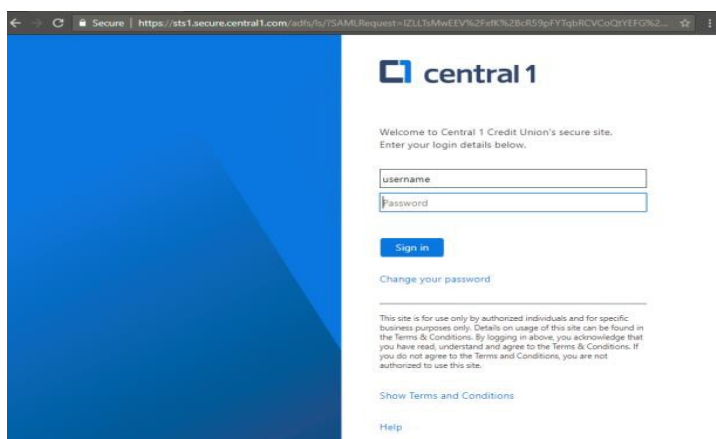 Secure | https://sts1.secure.central1.com/adfs/ls/?SAMLRequest=
central 1
Welcome to Central 1 Credit Union's secure site.
Enter your login details below.
username
Password
Sign in
Change your password
This site is for use only by authorized individuals and for specific
business purposes only. Details on usage of this site can be found in
the Terms & Conditions. By logging in above, you acknowledge that
you have read, understand and agree to the Terms & Conditions. If
you do not agree to the Terms and Conditions, you are not
authorized to use this site.
Show Terms and Conditions
Help